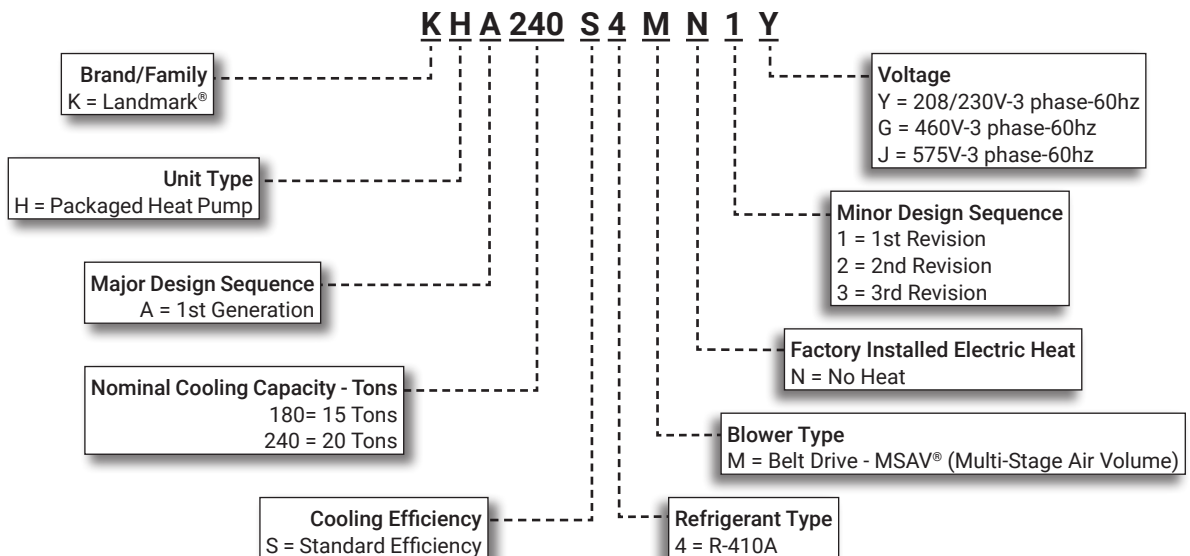 K H A 240 S 4 M N 1 Y
Brand/Family
K = Landmark®
Unit Type
H = Packaged Heat Pump
Major Design Sequence
A = 1st Generation
Nominal Cooling Capacity - Tons
180= 15 Tons
240 = 20 Tons
Cooling Efficiency
S = Standard Efficiency
Voltage
Y = 208/230V-3 phase-60hz
G = 460V-3 phase-60hz
J = 575V-3 phase-60hz
Minor Design Sequence
1 = 1st Revision
2 = 2nd Revision
3 = 3rd Revision
Factory Installed Electric Heat
N = No Heat
Blower Type
M = Belt Drive - MSAV® (Multi-Stage Air Volume)
Refrigerant Type
4 = R-410A